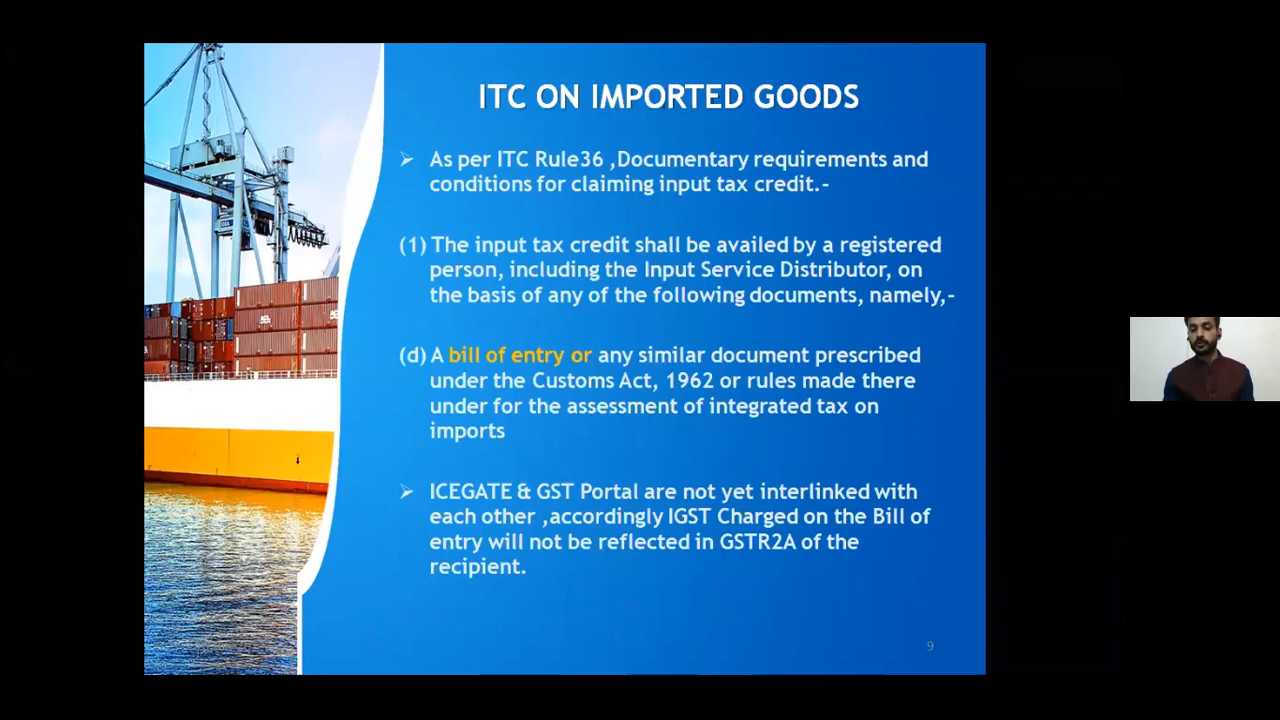 ITC ON IMPORTED GOODS
➢ As per ITC Rule36 ,Documentary requirements and
conditions for claiming input tax credit.-
(1) The input tax credit shall be availed by a registered
person, including the Input Service Distributor, on
the basis of any of the following documents, namely,-
(d) A bill of entry or any similar document prescribed
under the Customs Act, 1962 or rules made there
under for the assessment of integrated tax on
imports
➢ ICEGATE & GST Portal are not yet interlinked with
each other ,accordingly IGST Charged on the Bill of
entry will not be reflected in GSTR2A of the
recipient.
9